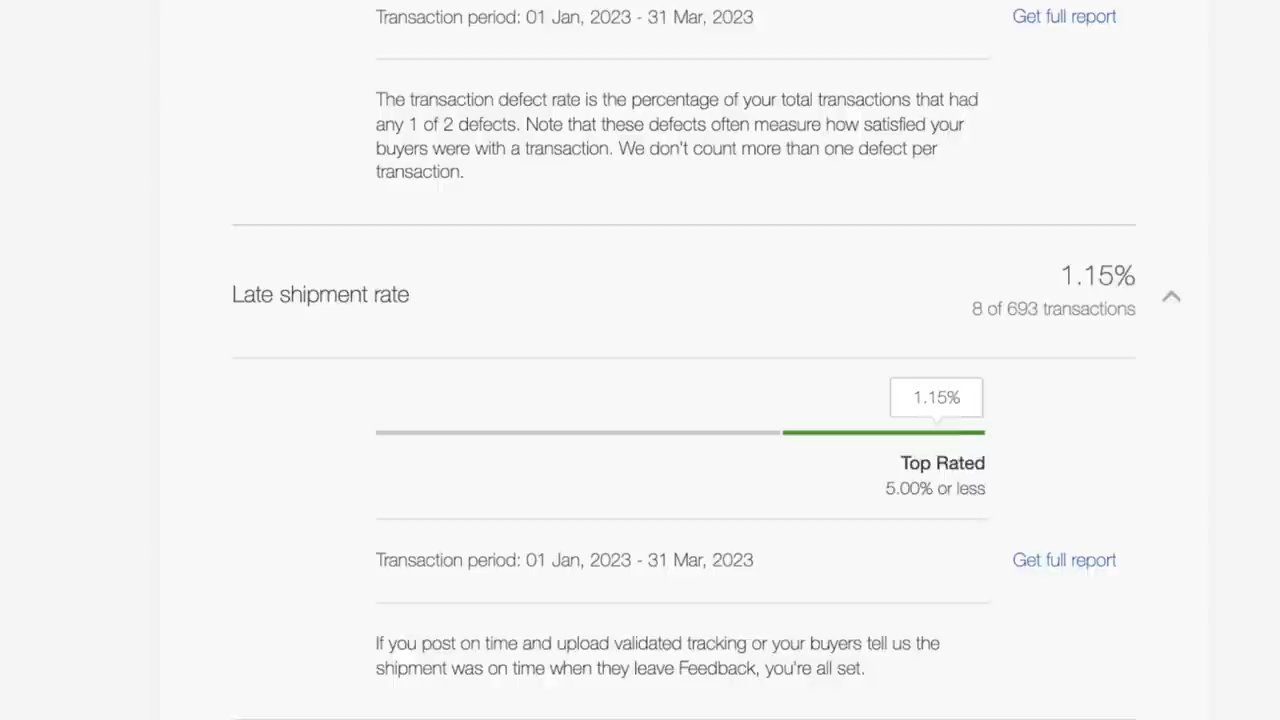 Transaction period: 01 Jan, 2023 - 31 Mar, 2023
Get full report
The transaction defect rate is the percentage of your total transactions that had
any 1 of 2 defects. Note that these defects often measure how satisfied your
buyers were with a transaction. We don't count more than one defect per
transaction.
Late shipment rate
1.15%
8 of 693 transactions
1.15%
Top Rated
5.00% or less
Transaction period: 01 Jan, 2023 - 31 Mar, 2023
Get full report
If you post on time and upload validated tracking or your buyers tell us the
shipment was on time when they leave Feedback, you're all set.